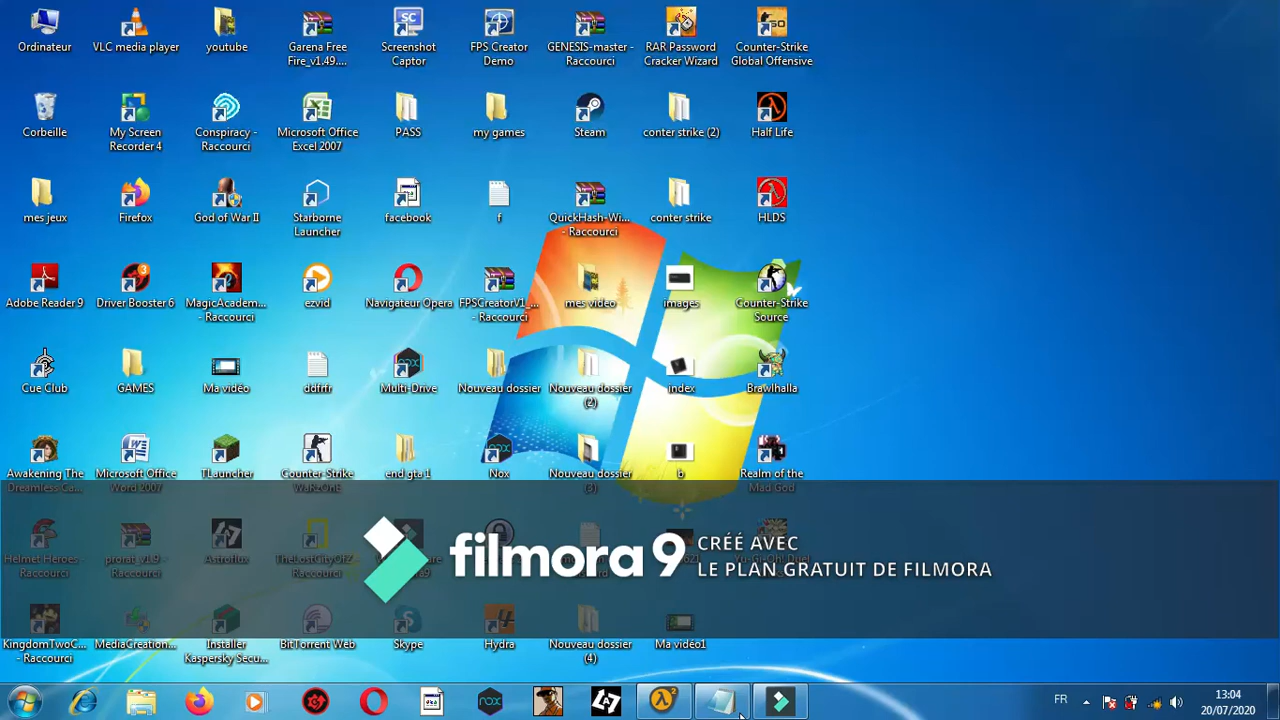 Ordinateur
VLC media player
youtube
Garena Free
Fire_v1.49....
Screenshot
Captor
FPS Creator
Demo
GENESIS-master -
Raccourci
RAR Password
Cracker Wizard
Counter-Strike
Global Offensive
Corbeille
My Screen
Recorder 4
Conspiracy -
Raccourci
Microsoft Office
Excel 2007
PASS
my games
Steam
conter strike (2)
Half Life
mes jeux
Firefox
God of War II
Starborne
Launcher
facebook
f
QuickHash-Wi...
- Raccourci
conter strike
HLDS
Adobe Reader 9
Driver Booster 6
MagicAcadem...
- Raccourci
ezvid
Navigateur Opera
FPSCreatorV1_...
- Raccourci
mes video
images
Counter-Strike
Source
Cue Club
GAMES
Ma vidéo
ddfrfr
Multi-Drive
Nouveau dossier
Nouveau dossier
(2)
index
Brawlhalla
Awakening The
Dreamless Ca...
Microsoft Office
Word 2007
TLauncher
Counter Strike
WaRzOnE
end gta 1
Nox
Nouveau dossier
(3)
b
Realm of the
Mad God
Helmet Heroes -
Raccourci
prorat_v1.9 -
Raccourci
Astroflux
TheLostCityOfZ
Raccourci
filmora 9
CRÉÉ AVEC
LE PLAN GRATUIT DE FILMORA
KingdomTwoC...
- Raccourci
MediaCreation...
Installer
Kaspersky Secu...
BitTorrent Web
Skype
Hydra
Nouveau dossier
(4)
Ma vidéo1
FR
13:04
20/07/2020